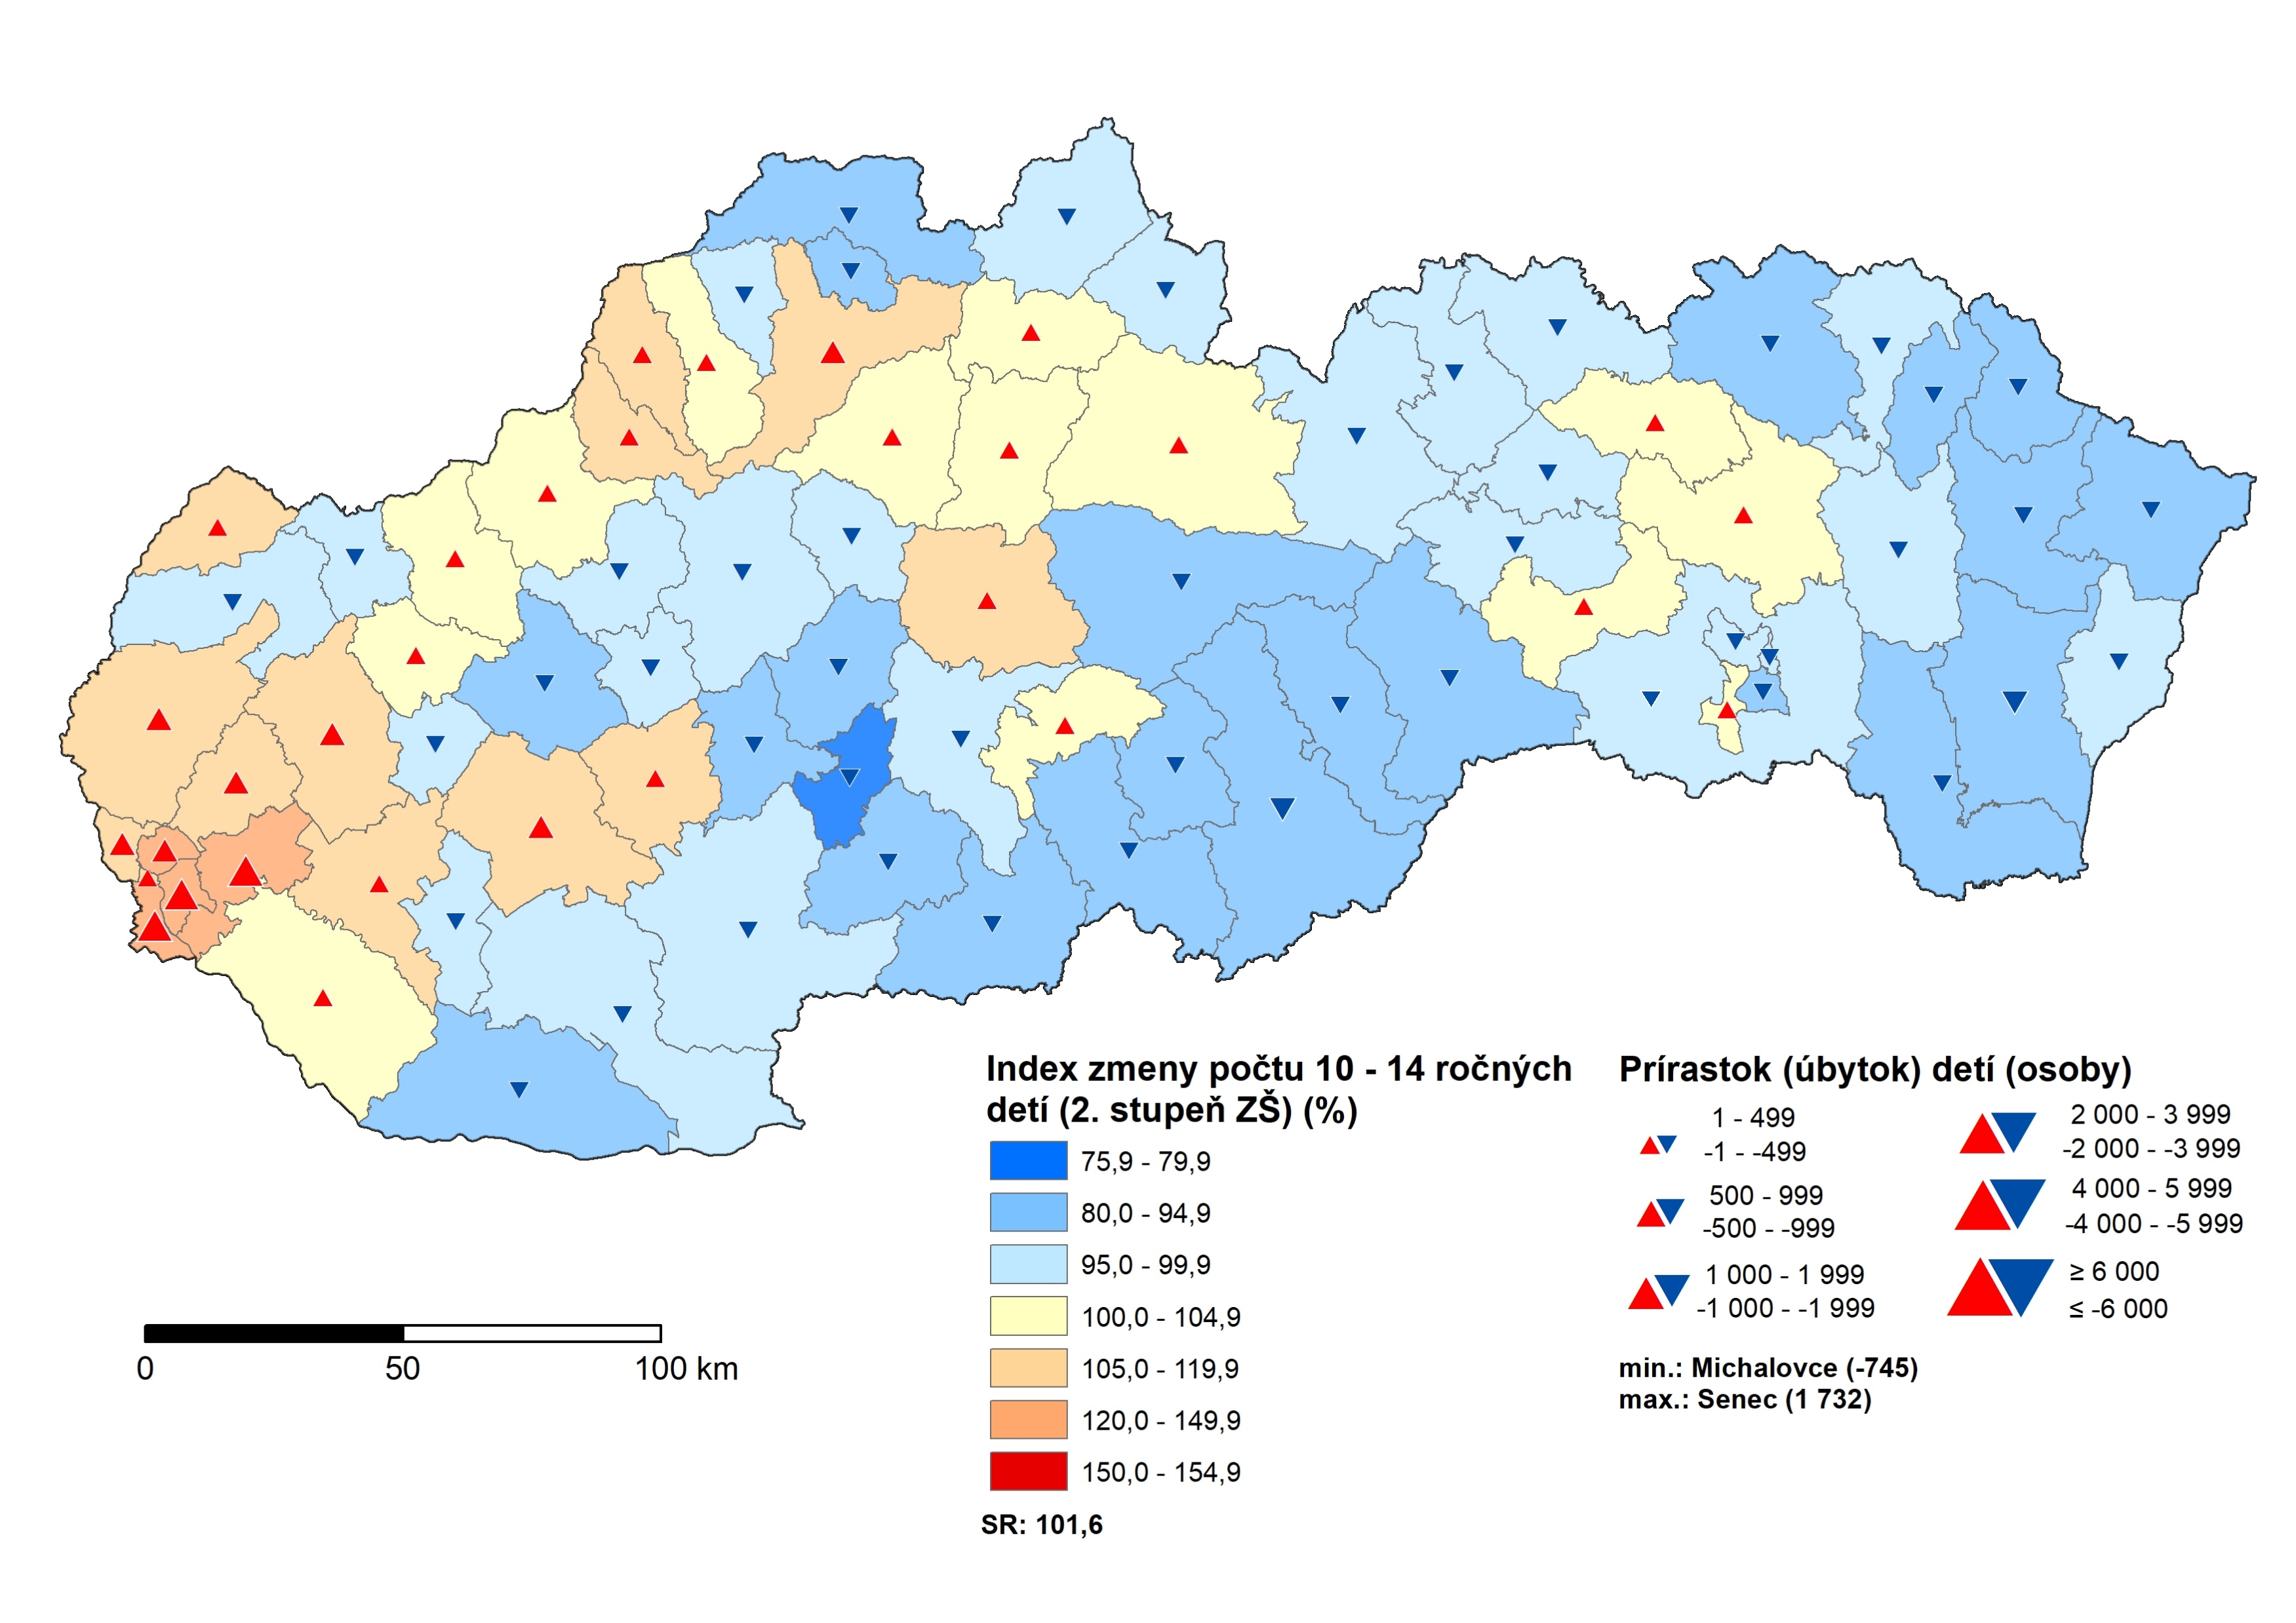 Index zmeny počtu 10 - 14 ročných
detí (2. stupeň ZŠ) (%)
75,9 - 79,9
80,0 - 94,9
95,0 - 99,9
100,0 - 104,9
105,0 - 119,9
120,0 - 149,9
150,0 - 154,9
SR: 101,6
Prírastok (úbytok) detí (osoby)
1 - 499
-1 - -499
500 - 999
-500 - -999
1 000 - 1 999
-1 000 - -1 999
2 000 - 3 999
-2 000 - -3 999
4 000 - 5 999
-4 000 - -5 999
≥ 6 000
≤ -6 000
min.: Michalovce (-745)
max.: Senec (1 732)
0 50 100 km